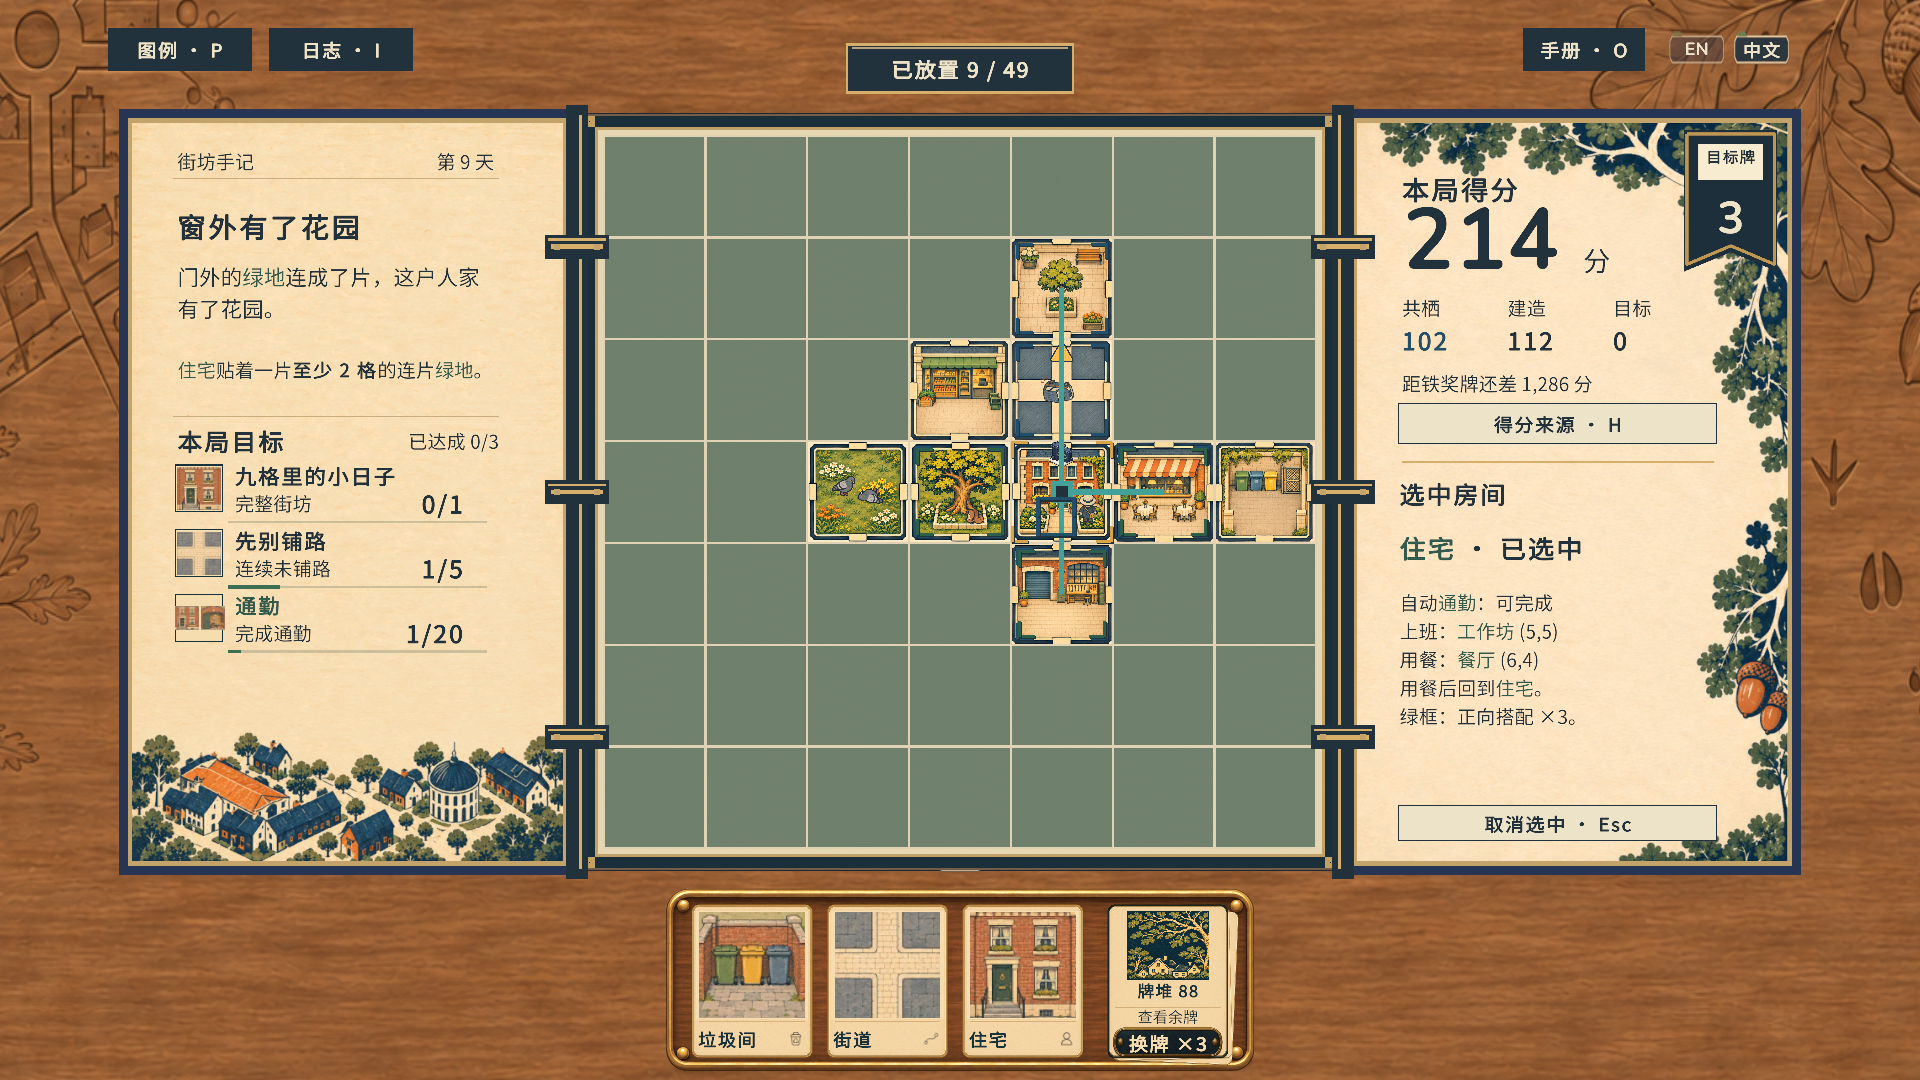 图例 · P
日志 · I
已放置 9 / 49
手册 · O
EN
中文
街坊手记
第 9 天
窗外有了花园
门外的绿地连成了片，这户人家
有了花园。
住宅贴着一片至少 2 格的连片绿地。
本局目标
已达成 0/3
九格里的小日子
完整街坊
0/1
先别铺路
连续未铺路
1/5
通勤
完成通勤
1/20
目标牌
3
本局得分
214 分
共栖
建造
目标
102
112
0
距铁奖牌还差 1,286 分
得分来源 · H
选中房间
住宅 · 已选中
自动通勤：可完成
上班：工作坊 (5,5)
用餐：餐厅 (6,4)
用餐后回到住宅。
绿框：正向搭配 ×3。
取消选中 · Esc
垃圾间
街道
住宅
牌堆 88
查看余牌
换牌 ×3